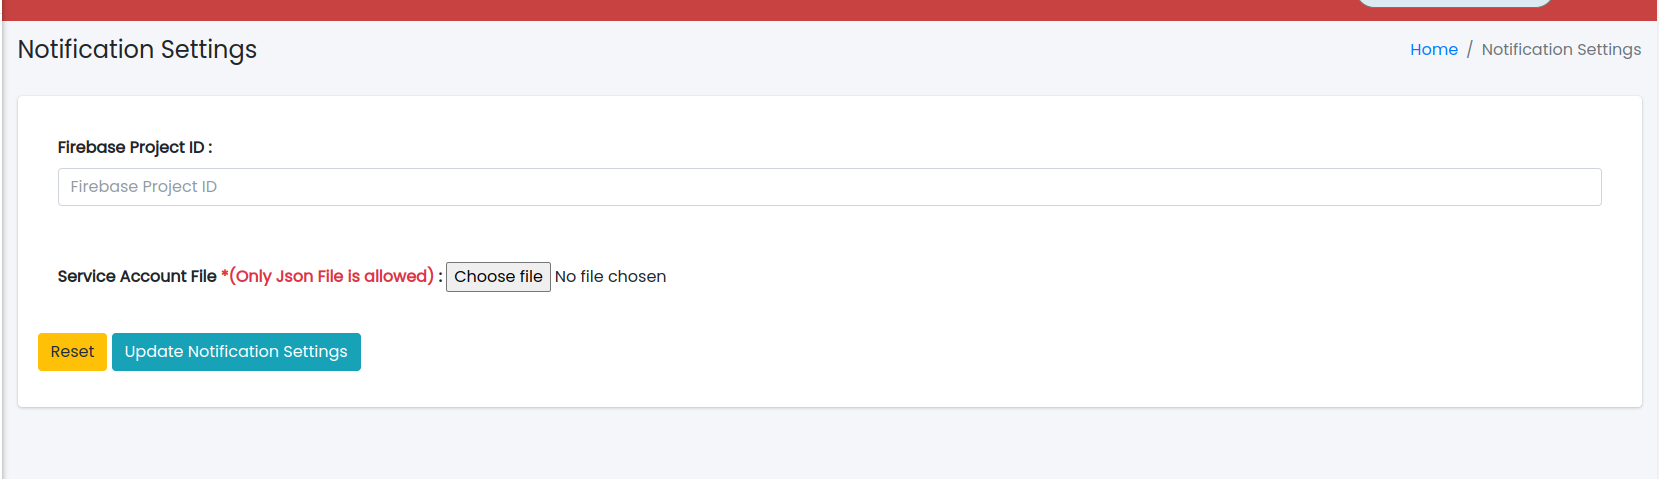 Notification Settings
Home / Notification Settings
Firebase Project ID :
Firebase Project ID
Service Account File *(Only Json File is allowed) : Choose file No file chosen
Reset Update Notification Settings